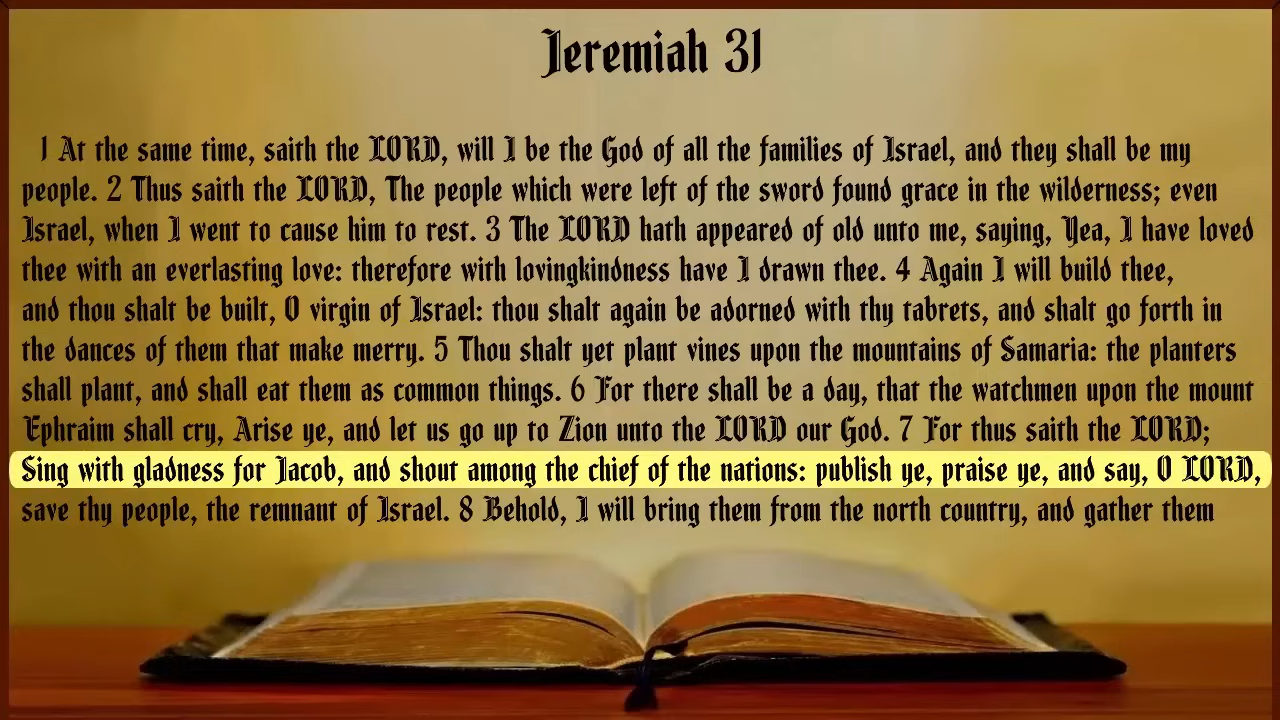 Jeremiah 31
1 At the same time, saith the LORD, will I be the God of all the families of Israel, and they shall be my
people. 2 Thus saith the LORD, The people which were left of the sword found grace in the wilderness; even
Israel, when I went to cause him to rest. 3 The LORD hath appeared of old unto me, saying, Yea, I have loved
thee with an everlasting love: therefore with lovingkindness have I drawn thee. 4 Again I will build thee,
and thou shalt be built, O virgin of Israel: thou shalt again be adorned with thy tabrets, and shalt go forth in
the dances of them that make merry. 5 Thou shalt yet plant vines upon the mountains of Samaria: the planters
shall plant, and shall eat them as common things. 6 For there shall be a day, that the watchmen upon the mount
Ephraim shall cry, Arise ye, and let us go up to Zion unto the LORD our God. 7 For thus saith the LORD;
Sing with gladness for Jacob, and shout among the chief of the nations: publish ye, praise ye, and say, O LORD,
save thy people, the remnant of Israel. 8 Behold, I will bring them from the north country, and gather them